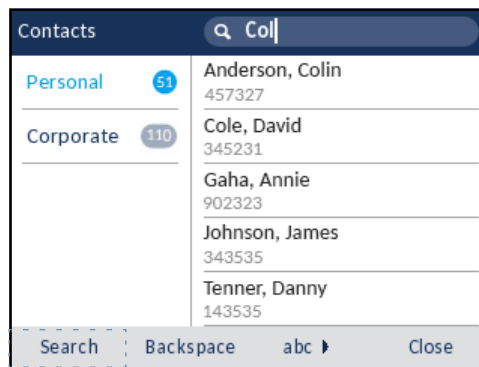 Contacts
Col
Personal 51
Corporate 110
Anderson, Colin
457327
Cole, David
345231
Gaha, Annie
902323
Johnson, James
343535
Tenner, Danny
143535
Search Backspace abc Close